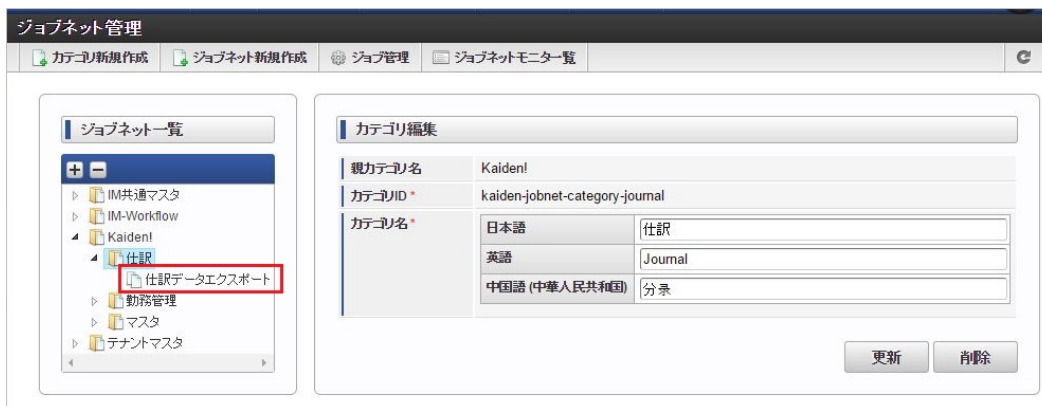 ジョブネット管理
カテゴリ新規作成 ジョブネット新規作成 ジョブ管理 ジョブネットモニタ一覧
ジョブネット一覧
IM共通マスタ
IM-Workflow
Kaiden!
仕訳
仕訳データエクスポート
勤務管理
マスタ
テナントマスタ
カテゴリ編集
親カテゴリ名 Kaiden!
カテゴリID * kaiden-jobnet-category-journal
カテゴリ名 *
日本語 仕訳
英語 Journal
中国語 (中華人民共和国) 分录
更新 削除